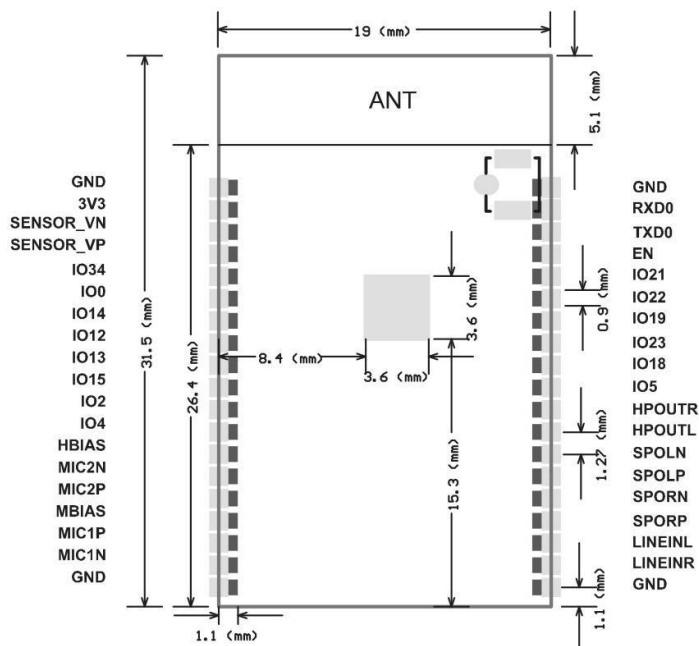 19 (mm)
ANT
5.1 (mm)
GND
3V3
SENSOR_VN
SENSOR_VP
IO34
IO0
IO14
IO12
IO13
IO15
IO2
IO4
HBIAS
MIC2N
MIC2P
MBIAS
MIC1P
MIC1N
GND
31.5 (mm)
26.4 (mm)
8.4 (mm)
3.6 (mm)
3.6 (mm)
15.3 (mm)
1.1 (mm)
GND
RXD0
TXD0
EN
IO21
IO22
IO19
IO23
IO18
IO5
HPOUTR
HPOUTL
SPOLN
SPOLP
SPORN
SPORP
LINEINL
LINEINR
GND
0.9 (mm)
1.27 (mm)
1.1 (mm)